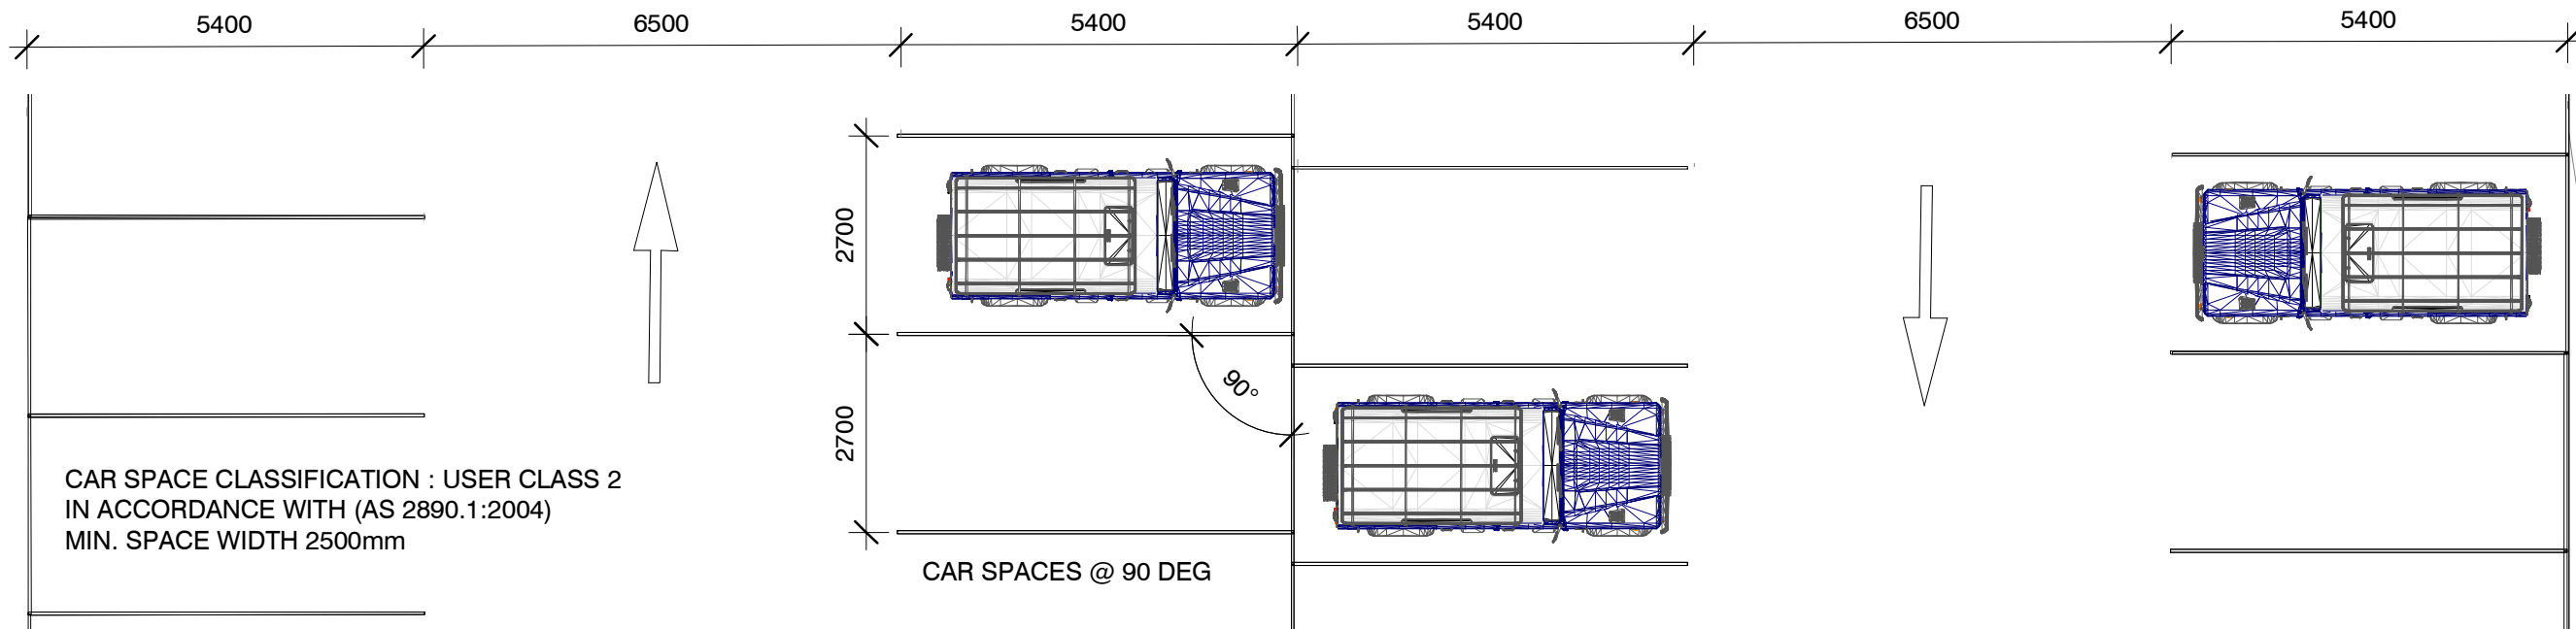 5400 6500 5400 5400 6500 5400
2700
90°
2700
CAR SPACE CLASSIFICATION : USER CLASS 2
IN ACCORDANCE WITH (AS 2890.1:2004)
MIN. SPACE WIDTH 2500mm
CAR SPACES @ 90 DEG